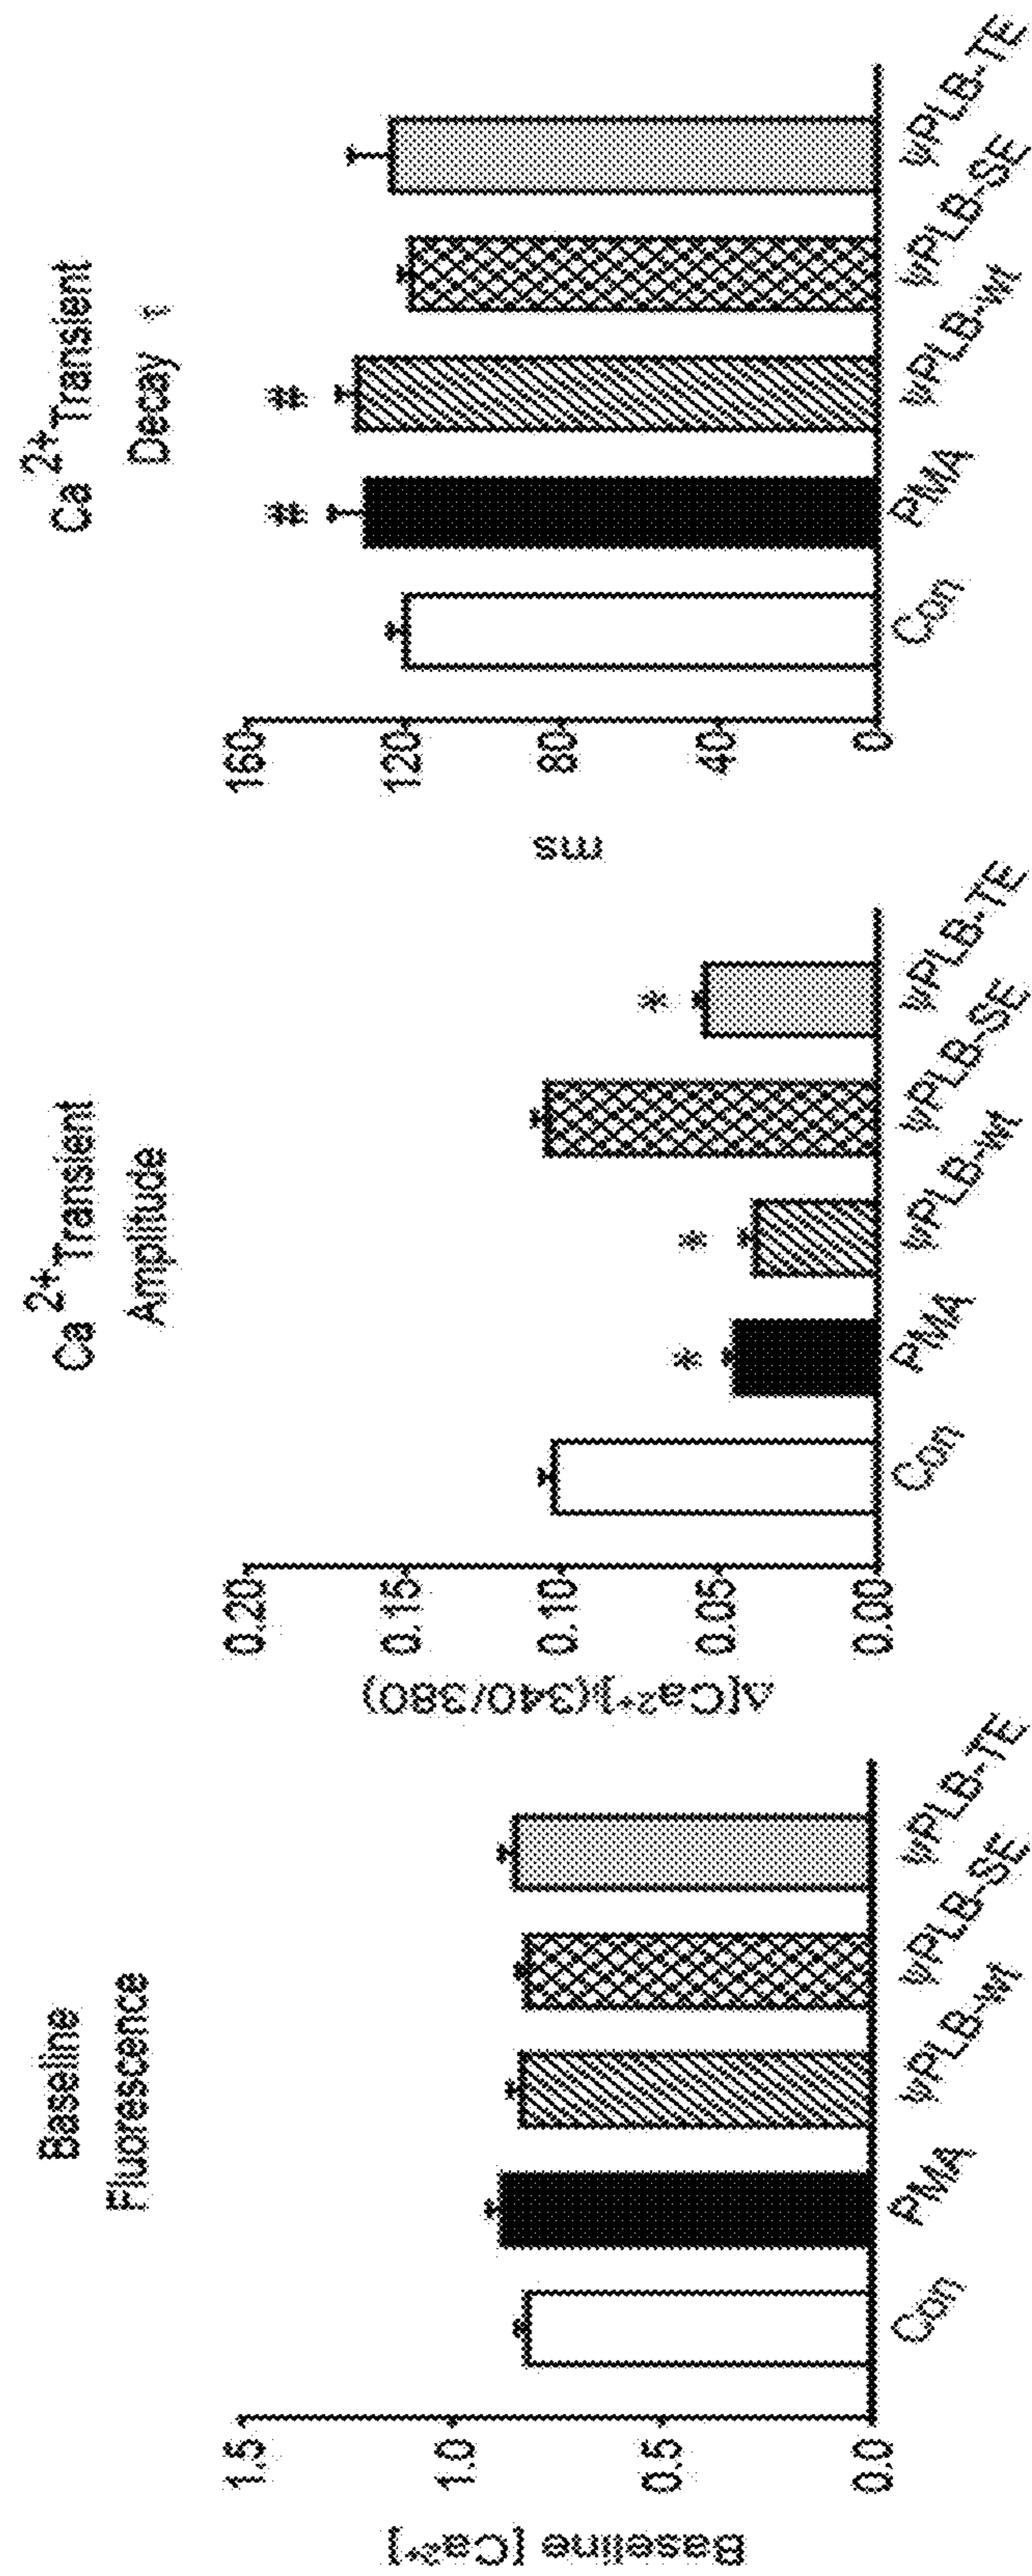 Baseline
Fluorescence
Baseline [Ca²⁺]
1.5
1.0
0.5
0.0
Con
PMA
ψPLB-wt
ψPLB-SE
ψPLB-TE
Ca²⁺ Transient
Amplitude
Δ[Ca²⁺]i(340/380)
0.20
0.15
0.10
0.05
0.00
*
*
*
Con
PMA
ψPLB-wt
ψPLB-SE
ψPLB-TE
Ca²⁺ Transient
Decay τ
ms
160
120
80
40
0
#
#
Con
PMA
ψPLB-wt
ψPLB-SE
ψPLB-TE